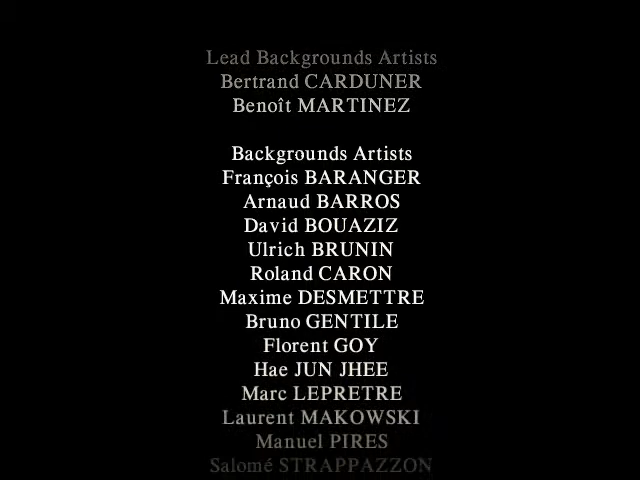 Lead Backgrounds Artists
Bertrand CARDUNER
Benoît MARTINEZ
Backgrounds Artists
François BARANGER
Arnaud BARROS
David BOUAZIZ
Ulrich BRUNIN
Roland CARON
Maxime DESMETTRE
Bruno GENTILE
Florent GOY
Hae JUN JHEE
Marc LEPRETRE
Laurent MAKOWSKI
Manuel PIRES
Salomé STRAPPAZZON